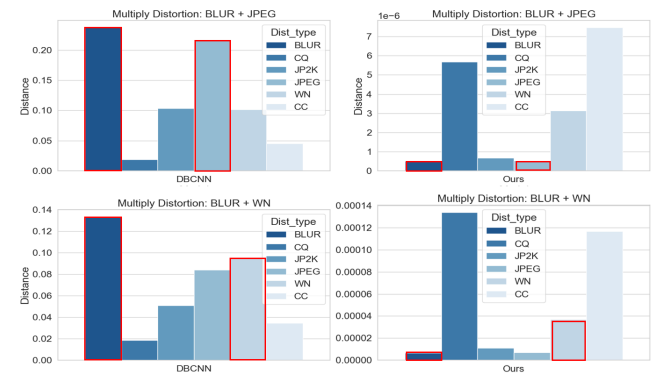 Multiply Distortion: BLUR + JPEG
Distance
0.20
0.15
0.10
0.05
0.00
Dist_type
BLUR
CQ
JP2K
JPEG
WN
CC
DBCNN
1e−6
Multiply Distortion: BLUR + JPEG
Distance
7
6
5
4
3
2
1
0
Dist_type
BLUR
CQ
JP2K
JPEG
WN
CC
Ours
Multiply Distortion: BLUR + WN
Distance
0.14
0.12
0.10
0.08
0.06
0.04
0.02
0.00
Dist_type
BLUR
CQ
JP2K
JPEG
WN
CC
DBCNN
Multiply Distortion: BLUR + WN
Distance
0.00014
0.00012
0.00010
0.00008
0.00006
0.00004
0.00002
0.00000
Dist_type
BLUR
CQ
JP2K
JPEG
WN
CC
Ours